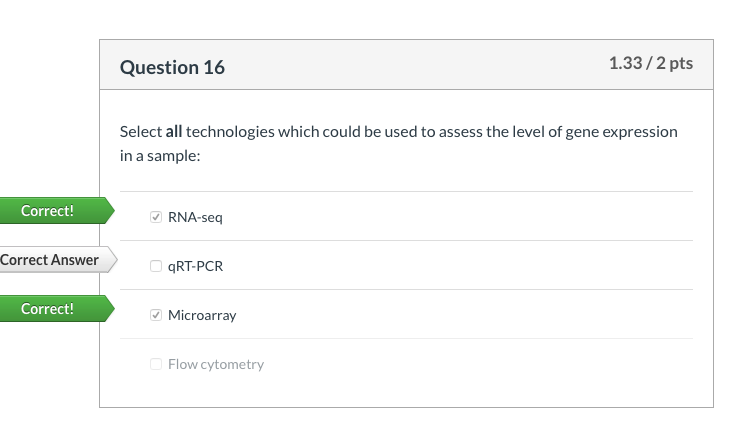 Question 16
1.33 / 2 pts
Select all technologies which could be used to assess the level of gene expression
in a sample:
Correct!
RNA-seq
Correct Answer
qRT-PCR
Correct!
Microarray
Flow cytometry